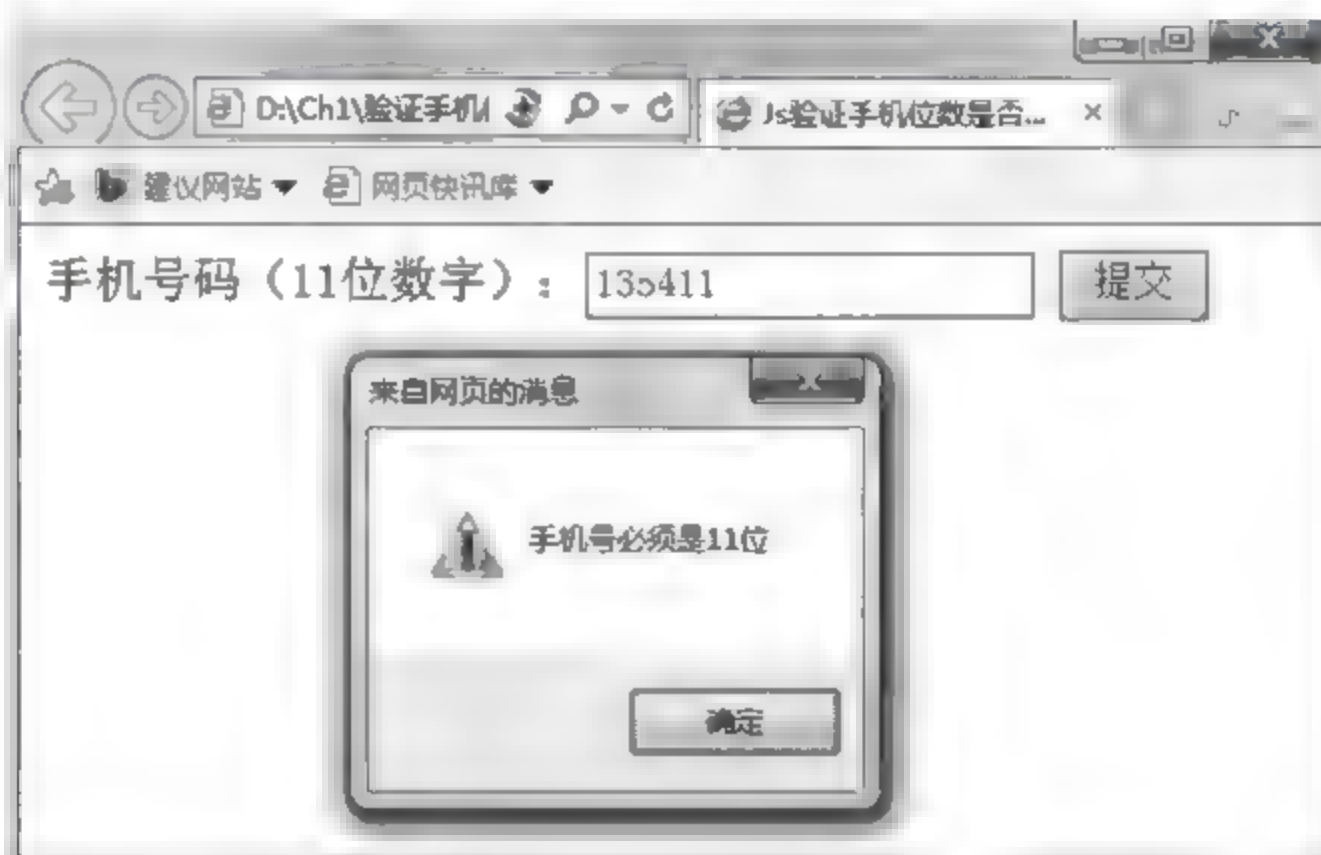 D:\Ch1\验证手机 Js验证手机位数是否...
建议网站 网页快讯库
手机号码（11位数字）： 135411 提交
来自网页的消息
手机号必须是11位
确定